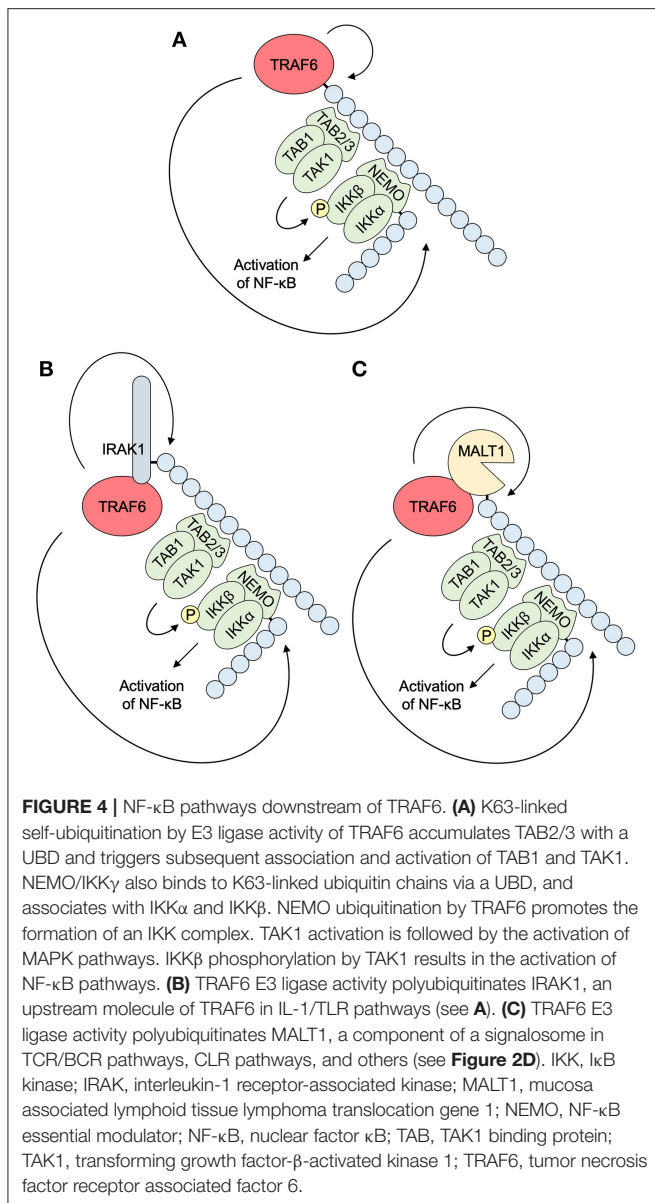 A
TRAF6
TAB2/3
TAB1
TAK1
NEMO
P
IKKβ
IKKα
Activation
of NF-κB
B
IRAK1
TRAF6
TAB2/3
TAB1
TAK1
NEMO
P
IKKβ
IKKα
Activation
of NF-κB
C
MALT1
TRAF6
TAB2/3
TAB1
TAK1
NEMO
P
IKKβ
IKKα
Activation
of NF-κB
FIGURE 4 | NF-κB pathways downstream of TRAF6. (A) K63-linked
self-ubiquitination by E3 ligase activity of TRAF6 accumulates TAB2/3 with a
UBD and triggers subsequent association and activation of TAB1 and TAK1.
NEMO/IKKγ also binds to K63-linked ubiquitin chains via a UBD, and
associates with IKKα and IKKβ. NEMO ubiquitination by TRAF6 promotes the
formation of an IKK complex. TAK1 activation is followed by the activation of
MAPK pathways. IKKβ phosphorylation by TAK1 results in the activation of
NF-κB pathways. (B) TRAF6 E3 ligase activity polyubiquitinates IRAK1, an
upstream molecule of TRAF6 in IL-1/TLR pathways (see A). (C) TRAF6 E3
ligase activity polyubiquitinates MALT1, a component of a signalosome in
TCR/BCR pathways, CLR pathways, and others (see Figure 2D). IKK, IκB
kinase; IRAK, interleukin-1 receptor-associated kinase; MALT1, mucosa
associated lymphoid tissue lymphoma translocation gene 1; NEMO, NF-κB
essential modulator; NF-κB, nuclear factor κB; TAB, TAK1 binding protein;
TAK1, transforming growth factor-β-activated kinase 1; TRAF6, tumor necrosis
factor receptor associated factor 6.